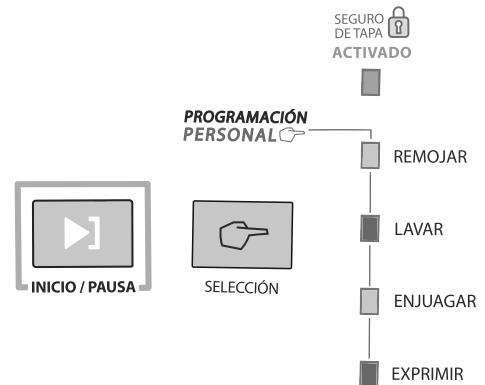 SEGURO
DE TAPA
ACTIVADO
PROGRAMACIÓN
PERSONAL
REMOJAR
LAVAR
INICIO / PAUSA
SELECCIÓN
ENJUAGAR
EXPRIMIR